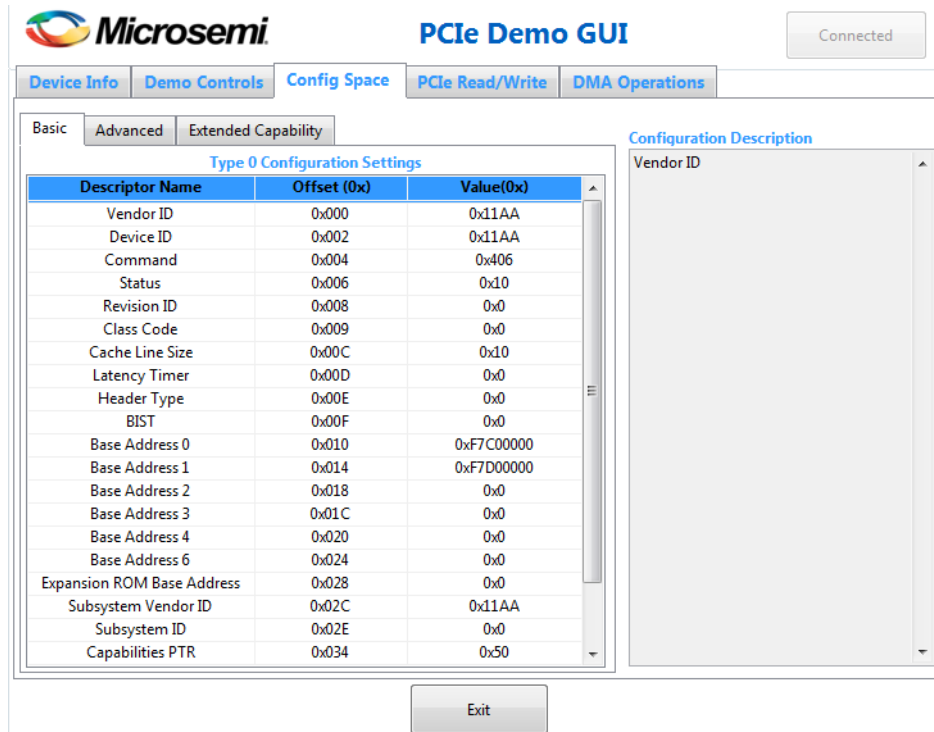 Microsemi. PCIe Demo GUI Connected
Device Info Demo Controls Config Space PCIe Read/Write DMA Operations
Basic Advanced Extended Capability
Configuration Description
Type 0 Configuration Settings
Vendor ID
Descriptor Name Offset (0x) Value(0x)
Vendor ID 0x000 0x11AA
Device ID 0x002 0x11AA
Command 0x004 0x406
Status 0x006 0x10
Revision ID 0x008 0x0
Class Code 0x009 0x0
Cache Line Size 0x00C 0x10
Latency Timer 0x00D 0x0
Header Type 0x00E 0x0
BIST 0x00F 0x0
Base Address 0 0x010 0xF7C00000
Base Address 1 0x014 0xF7D00000
Base Address 2 0x018 0x0
Base Address 3 0x01C 0x0
Base Address 4 0x020 0x0
Base Address 6 0x024 0x0
Expansion ROM Base Address 0x028 0x0
Subsystem Vendor ID 0x02C 0x11AA
Subsystem ID 0x02E 0x0
Capabilities PTR 0x034 0x50
Exit